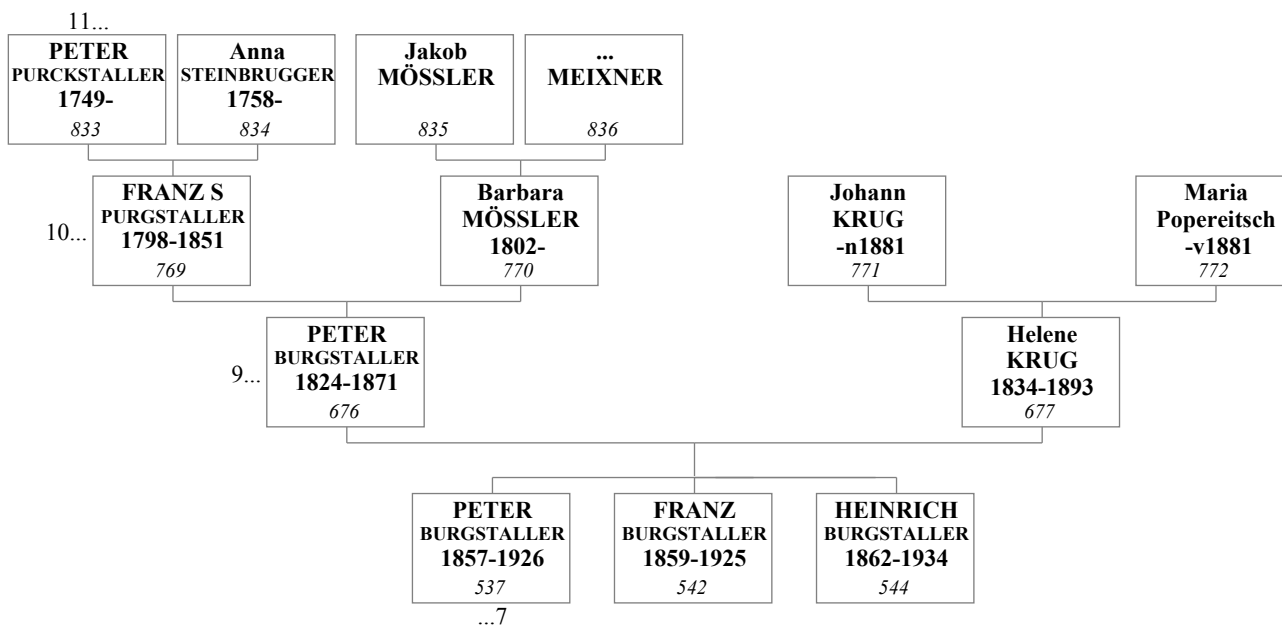 11...
PETER
PURCKSTALLER
1749-
833
Anna
STEINBRUGGER
1758-
834
Jakob
MÖSSLER
835
...
MEIXNER
836
10...
FRANZ S
PURGSTALLER
1798-1851
769
Barbara
MÖSSLER
1802-
770
Johann
KRUG
-n1881
771
Maria
Popereitsch
-v1881
772
9...
PETER
BURGSTALLER
1824-1871
676
Helene
KRUG
1834-1893
677
PETER
BURGSTALLER
1857-1926
537
...7
FRANZ
BURGSTALLER
1859-1925
542
HEINRICH
BURGSTALLER
1862-1934
544